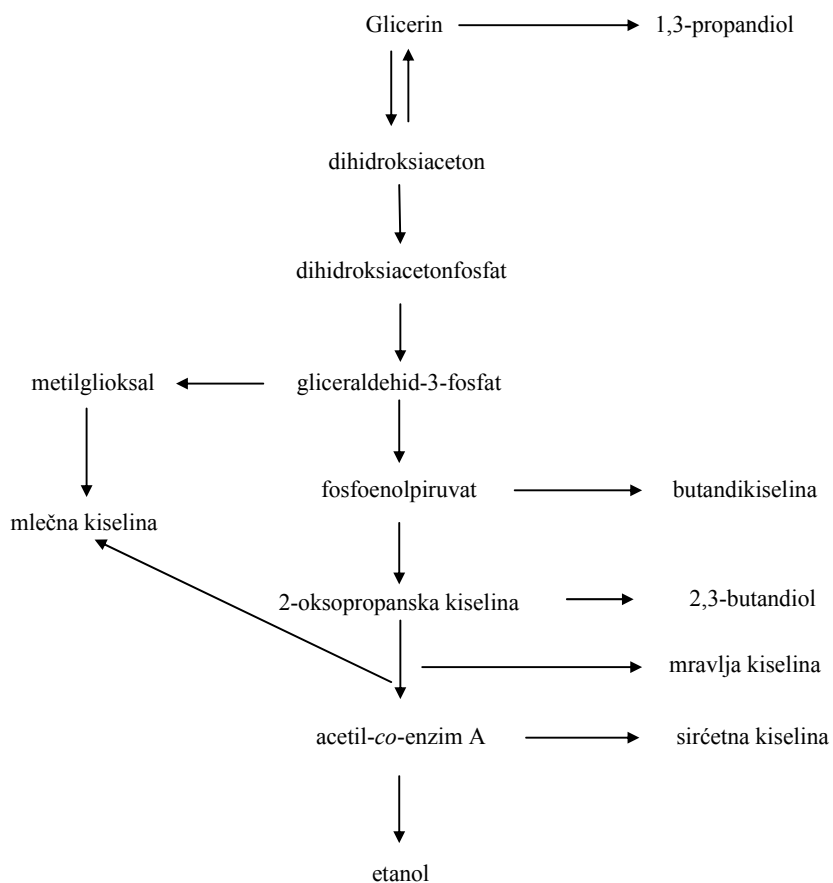 Glicerin 1,3-propandiol
dihidroksiaceton
dihidroksiacetonfosfat
metilglioksal gliceraldehid-3-fosfat
fosfoenolpiruvat butandikiselina
mlečna kiselina
2-oksopropanska kiselina 2,3-butandiol
mravlja kiselina
acetil-co-enzim A sirćetna kiselina
etanol